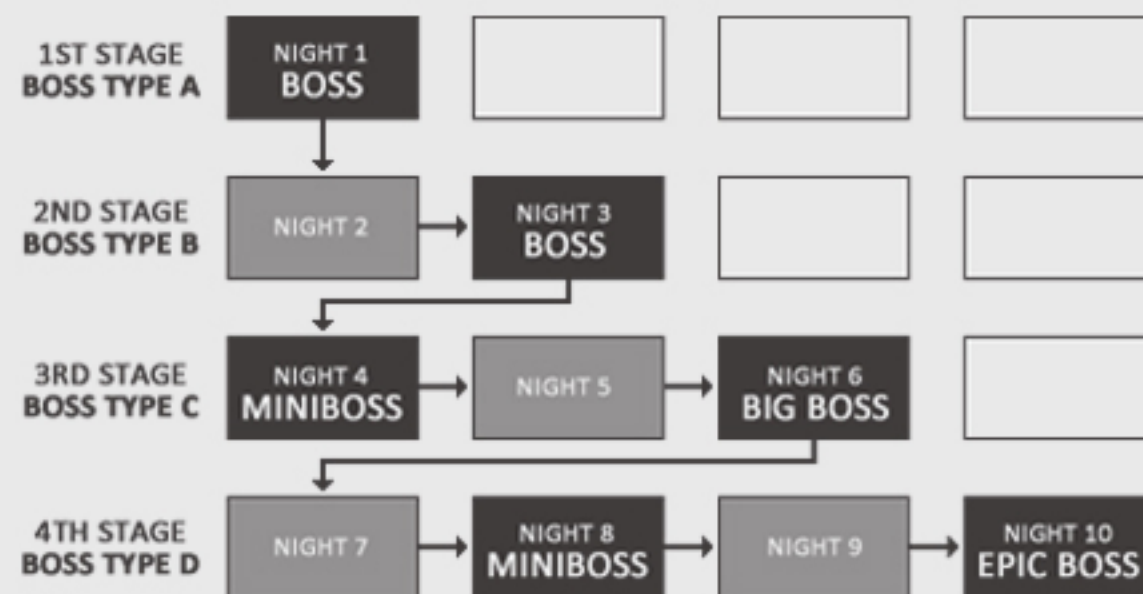 1ST STAGE
BOSS TYPE A
NIGHT 1
BOSS
2ND STAGE
BOSS TYPE B
NIGHT 2
NIGHT 3
BOSS
3RD STAGE
BOSS TYPE C
NIGHT 4
MINIBOSS
NIGHT 5
NIGHT 6
BIG BOSS
4TH STAGE
BOSS TYPE D
NIGHT 7
NIGHT 8
MINIBOSS
NIGHT 9
NIGHT 10
EPIC BOSS